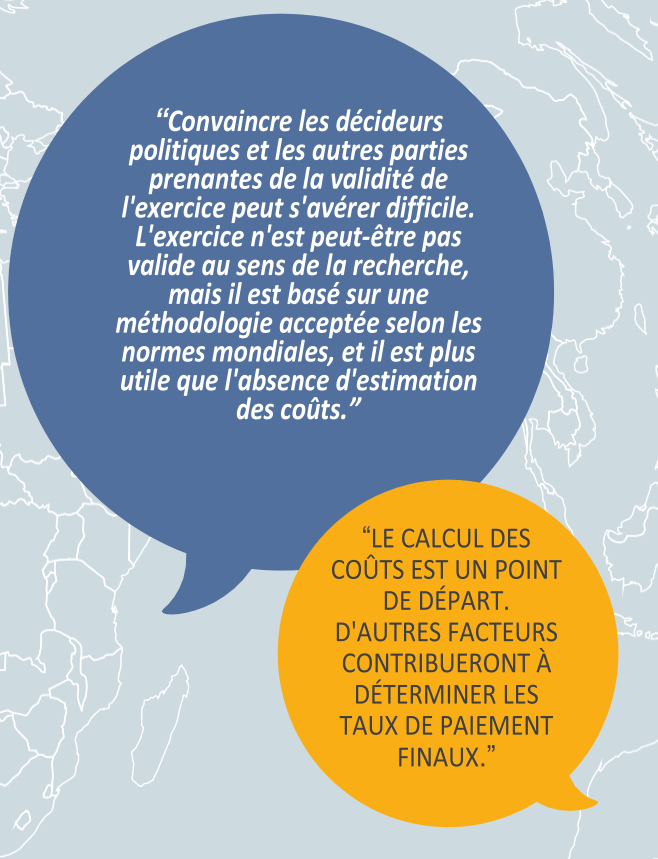 “Convaincre les décideurs
politiques et les autres parties
prenantes de la validité de
l'exercice peut s'avérer difficile.
L'exercice n'est peut-être pas
valide au sens de la recherche,
mais il est basé sur une
méthodologie acceptée selon les
normes mondiales, et il est plus
utile que l'absence d'estimation
des coûts.”
“LE CALCUL DES
COÛTS EST UN POINT
DE DÉPART.
D'AUTRES FACTEURS
CONTRIBUERONT À
DÉTERMINER LES
TAUX DE PAIEMENT
FINAUX.”